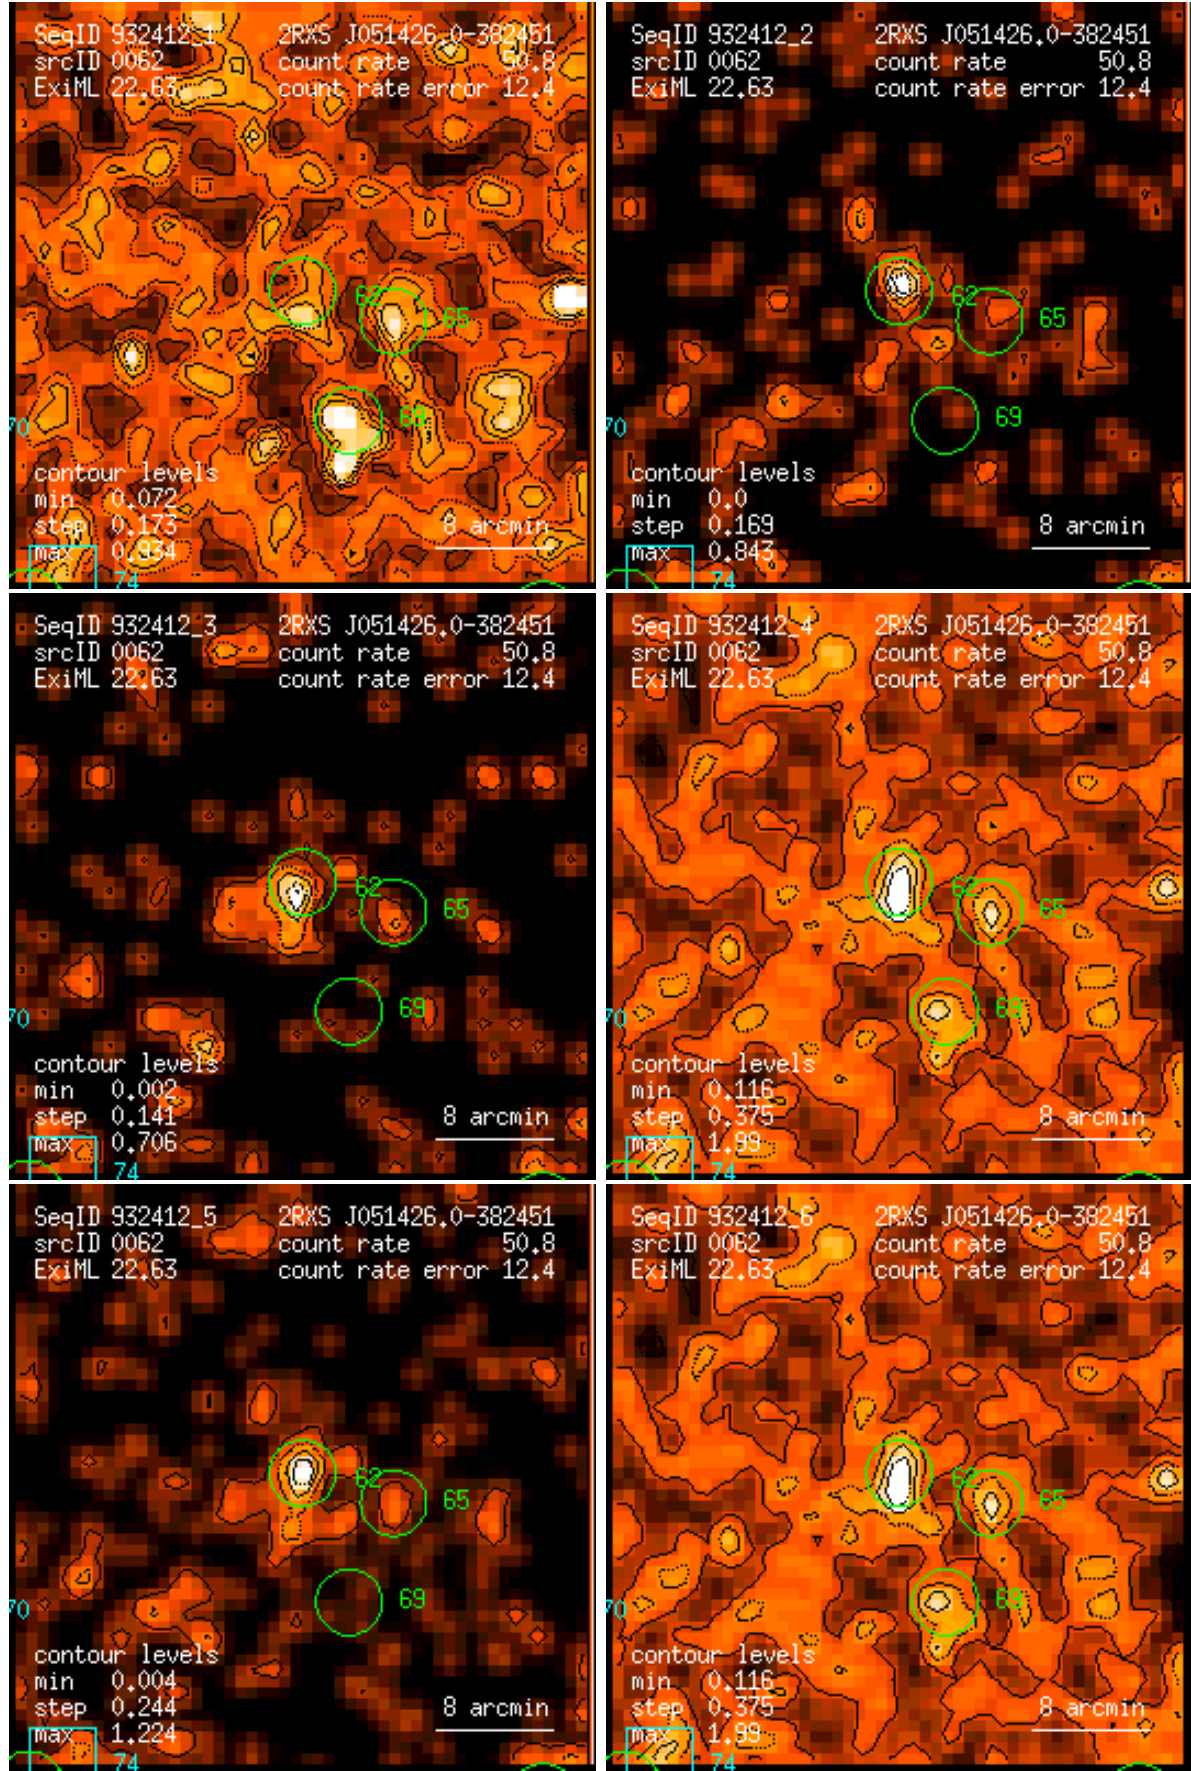 SeqID 932412_1 2RXS J051426.0-382451
srcID 0062 count rate 50.8
ExiML 22.63 count rate error 12.4
62
65
69
70
contour levels
min 0.072
step 0.173 8 arcmin
max 0.934
74
SeqID 932412_2 2RXS J051426.0-382451
srcID 0062 count rate 50.8
ExiML 22.63 count rate error 12.4
62
65
69
70
contour levels
min 0.0
step 0.169 8 arcmin
max 0.843
74
SeqID 932412_3 2RXS J051426.0-382451
srcID 0062 count rate 50.8
ExiML 22.63 count rate error 12.4
62
65
69
70
contour levels
min 0.002
step 0.141 8 arcmin
max 0.706
74
SeqID 932412_4 2RXS J051426.0-382451
srcID 0062 count rate 50.8
ExiML 22.63 count rate error 12.4
62
65
69
70
contour levels
min 0.116
step 0.375 8 arcmin
max 1.99
74
SeqID 932412_5 2RXS J051426.0-382451
srcID 0062 count rate 50.8
ExiML 22.63 count rate error 12.4
62
65
69
70
contour levels
min 0.004
step 0.244 8 arcmin
max 1.224
74
SeqID 932412_6 2RXS J051426.0-382451
srcID 0062 count rate 50.8
ExiML 22.63 count rate error 12.4
62
65
69
70
contour levels
min 0.116
step 0.375 8 arcmin
max 1.99
74